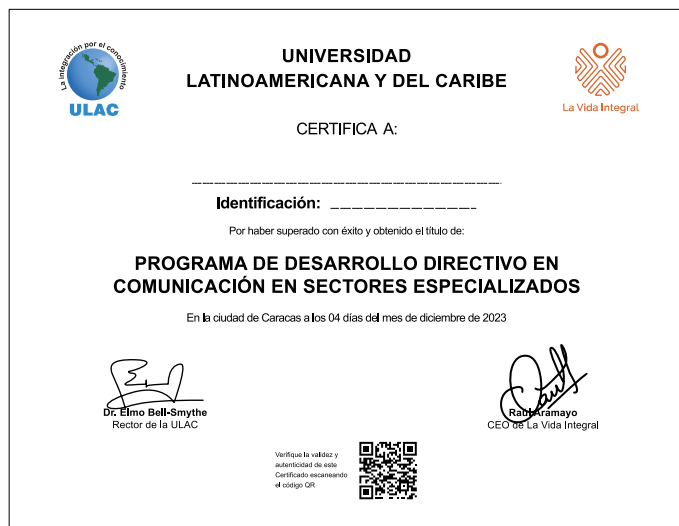 La integración por el conocimiento
ULAC
UNIVERSIDAD
LATINOAMERICANA Y DEL CARIBE
La Vida Integral
CERTIFICA A:
Identificación:
Por haber superado con éxito y obtenido el título de:
PROGRAMA DE DESARROLLO DIRECTIVO EN
COMUNICACIÓN EN SECTORES ESPECIALIZADOS
En la ciudad de Caracas a los 04 días del mes de diciembre de 2023
Dr. Elmo Bell-Smythe
Rector de la ULAC
Raúl Aramayo
CEO de La Vida Integral
Verifique la validez y
autenticidad de este
Certificado escaneando
el código QR